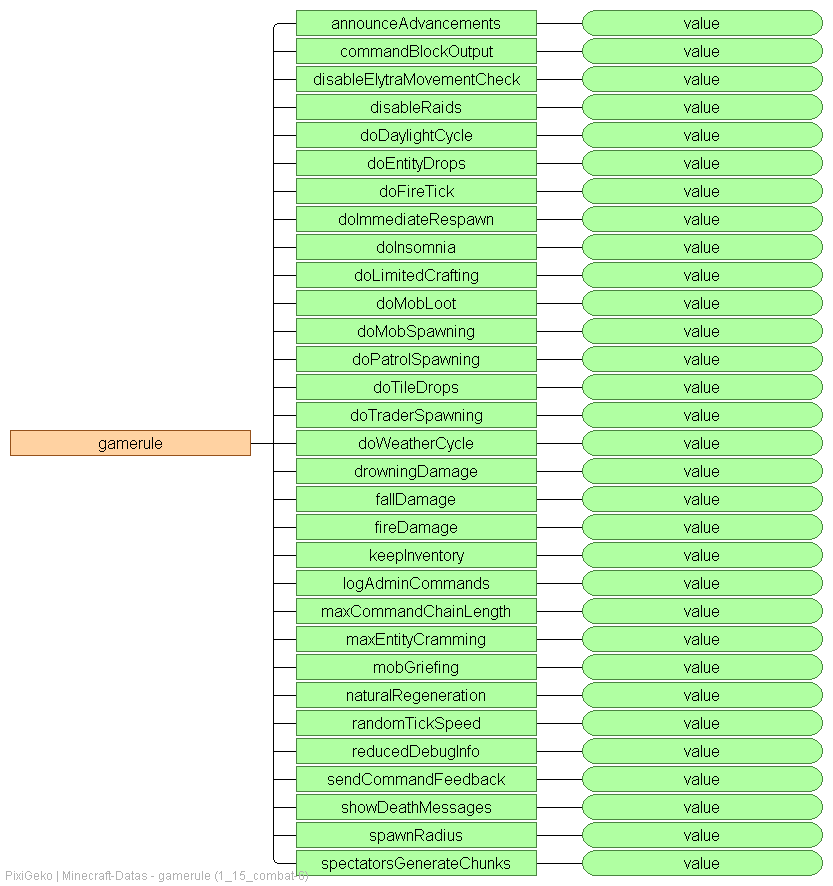 announceAdvancements value
commandBlockOutput value
disableElytraMovementCheck value
disableRaids value
doDaylightCycle value
doEntityDrops value
doFireTick value
doImmediateRespawn value
doInsomnia value
doLimitedCrafting value
doMobLoot value
doMobSpawning value
doPatrolSpawning value
doTileDrops value
doTraderSpawning value
gamerule doWeatherCycle value
drowningDamage value
fallDamage value
fireDamage value
keepInventory value
logAdminCommands value
maxCommandChainLength value
maxEntityCramming value
mobGriefing value
naturalRegeneration value
randomTickSpeed value
reducedDebugInfo value
sendCommandFeedback value
showDeathMessages value
spawnRadius value
spectatorsGenerateChunks value
PixiGeko | Minecraft-Datas - gamerule (1_15_combat-6)